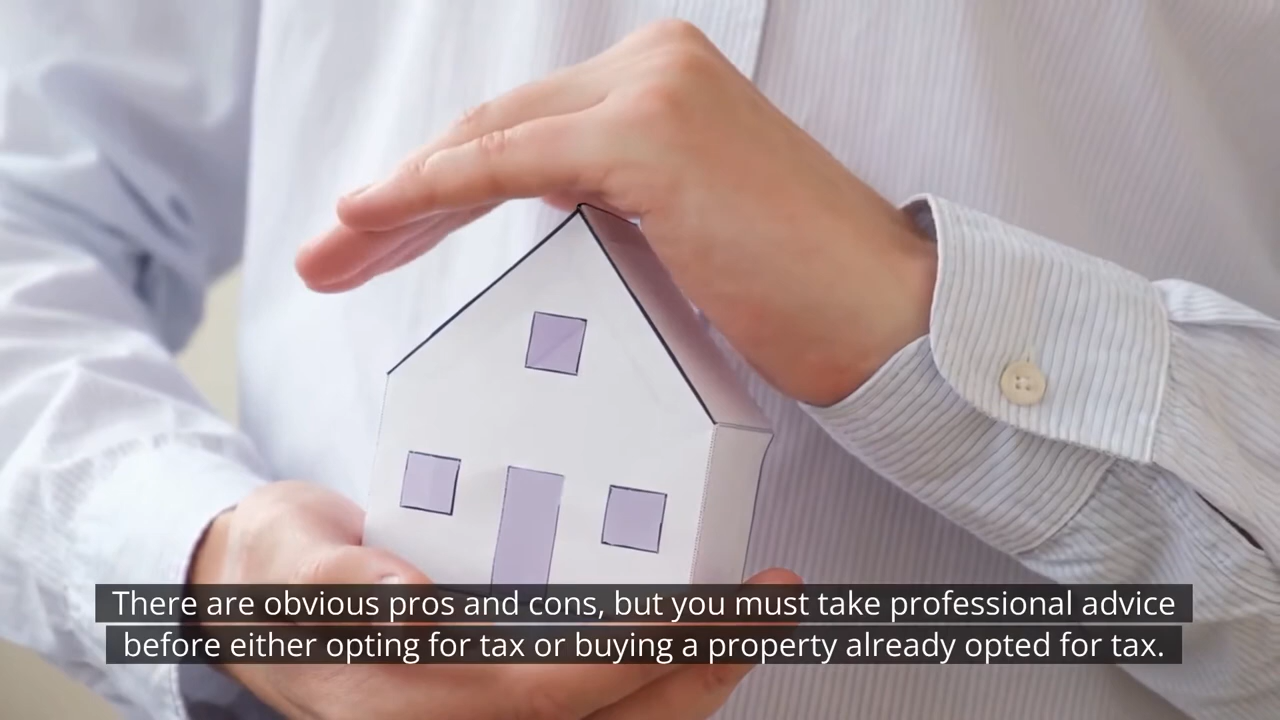 There are obvious pros and cons, but you must take professional advice
before either opting for tax or buying a property already opted for tax.